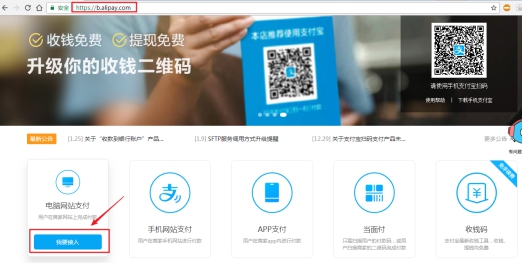 安全 https://b.alipay.com
收钱免费 提现免费
升级你的收钱二维码
本店推荐使用支付宝
请使用手机支付宝扫码
使用帮助 | 下载手机支付宝
最新公告 [1.25] 关于“收款到银行账户”产品... [1.9] SFTP服务调用方式升级提醒 [12.29] 关于支付宝扫码支付产品未... 更多公告
电脑网站支付
用户在商家网站上完成付款
我要接入
手机网站支付
用户在商家手机网站进行付款
APP支付
用户在商家app内进行付款
当面付
收钱码